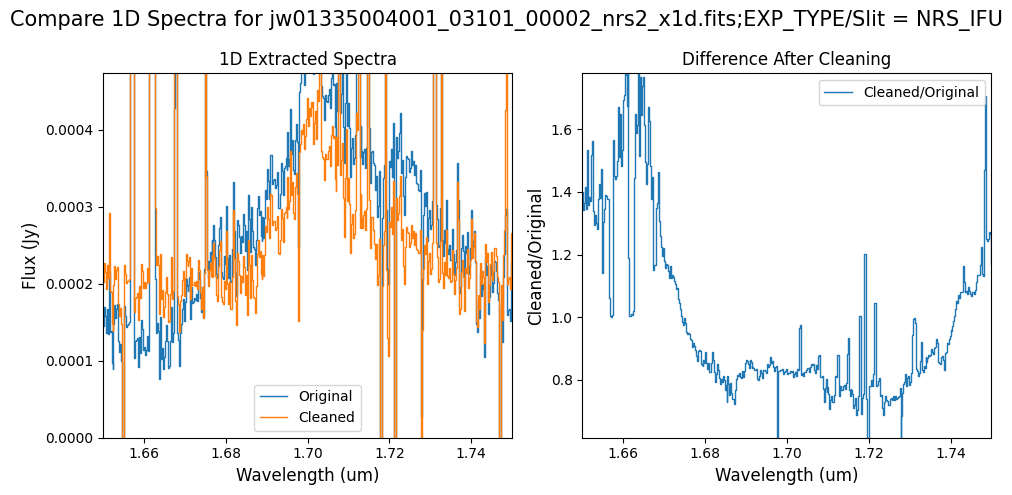 Compare 1D Spectra for jw01335004001_03101_00002_nrs2_x1d.fits;EXP_TYPE/Slit = NRS_IFU
1D Extracted Spectra
Flux (Jy)
0.0004
0.0003
0.0002
0.0001
0.0000
Original
Cleaned
1.66
1.68
1.70
1.72
1.74
Wavelength (um)
Difference After Cleaning
Cleaned/Original
Cleaned/Original
1.6
1.4
1.2
1.0
0.8
1.66
1.68
1.70
1.72
1.74
Wavelength (um)